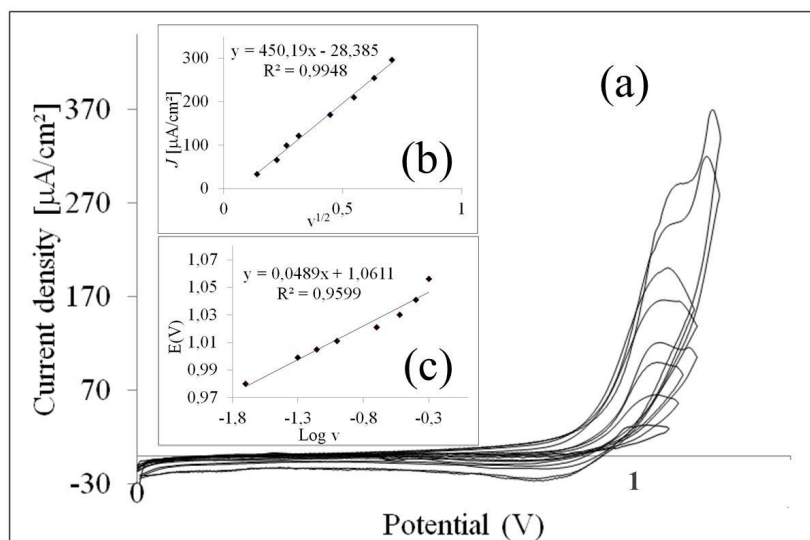 (a)
Current density [µA/cm²]
370
270
170
70
-30
0
1
Potential (V)
y = 450,19x - 28,385
R² = 0,9948
J [µA/cm²]
300
200
100
0
0
0,5
1
v1/2
(b)
y = 0,0489x + 1,0611
R² = 0,9599
E(V)
1,07
1,05
1,03
1,01
0,99
0,97
-1,8
-1,3
-0,8
-0,3
Log v
(c)